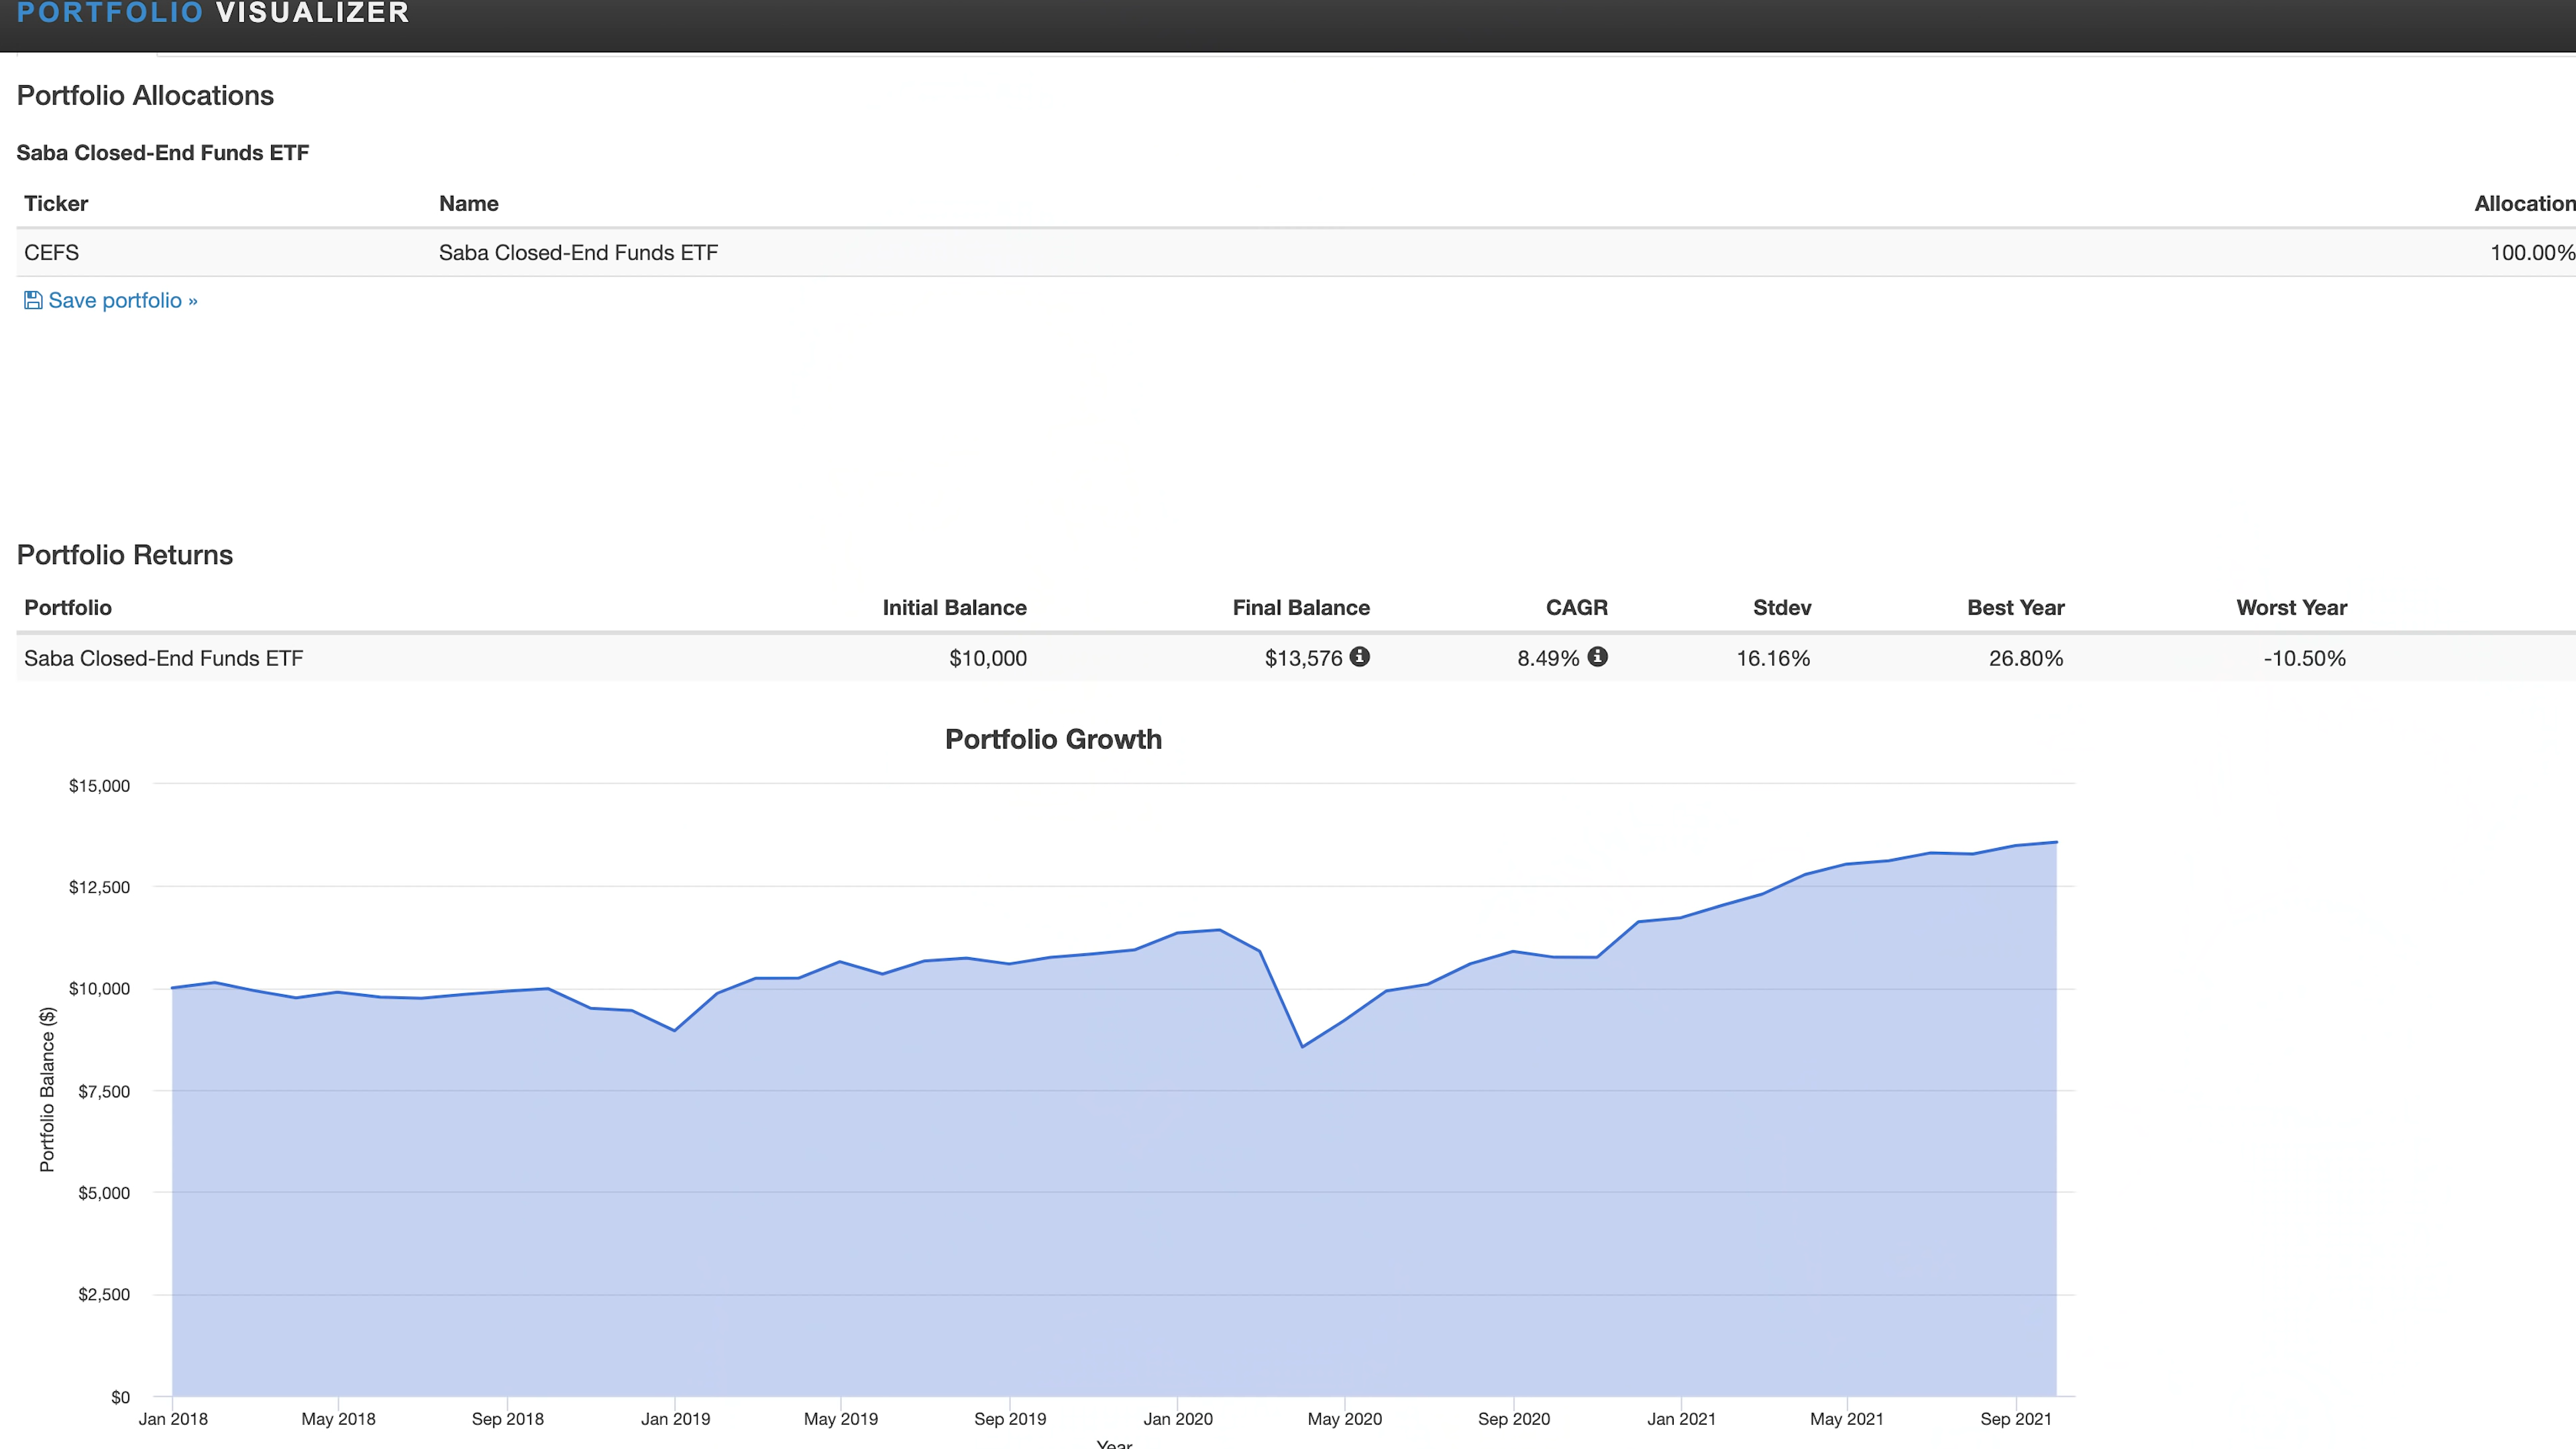 PORTFOLIO VISUALIZER
Portfolio Allocations
Saba Closed-End Funds ETF
Ticker Name Allocation
CEFS Saba Closed-End Funds ETF 100.00%
Save portfolio »
Portfolio Returns
Portfolio Initial Balance Final Balance CAGR Stdev Best Year Worst Year
Saba Closed-End Funds ETF $10,000 $13,576 8.49% 16.16% 26.80% -10.50%
Portfolio Growth
$15,000
$12,500
$10,000
$7,500
$5,000
$2,500
$0
Portfolio Balance ($)
Jan 2018 May 2018 Sep 2018 Jan 2019 May 2019 Sep 2019 Jan 2020 May 2020 Sep 2020 Jan 2021 May 2021 Sep 2021
Year